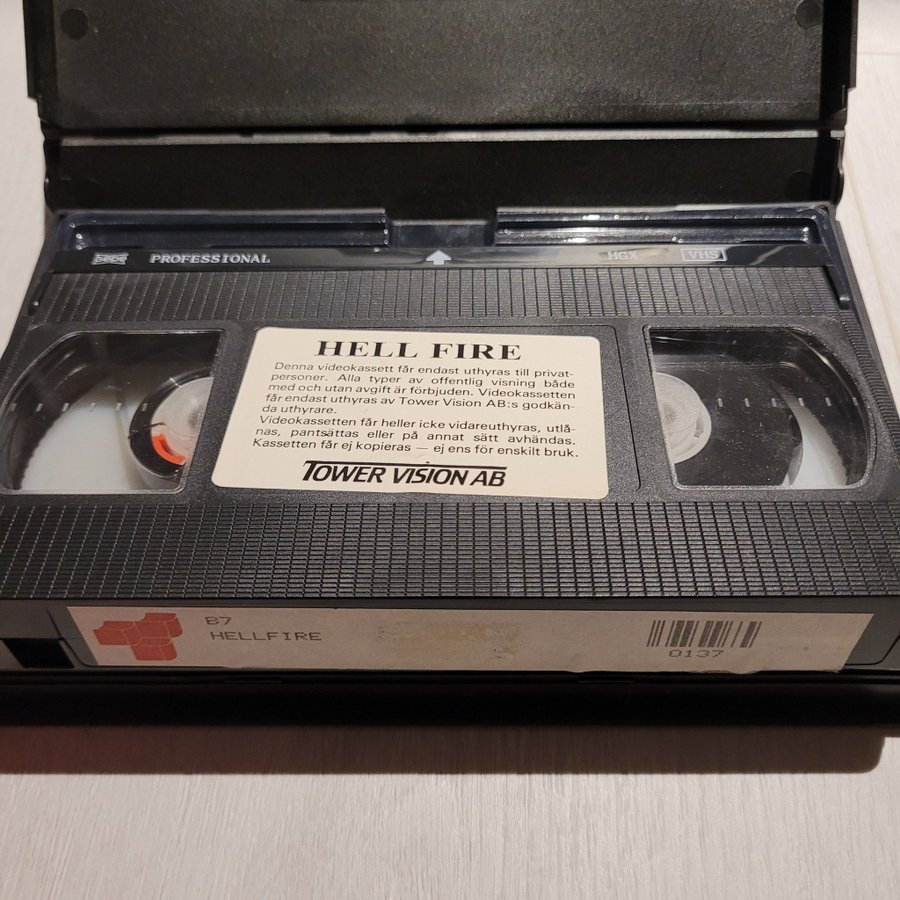 PROFESSIONAL HGX VHS
HELL FIRE
Denna videokassett får endast uthyras till privat-
personer. Alla typer av offentlig visning både
med och utan avgift är förbjuden. Videokassetten
får endast uthyras av Tower Vision AB:s godkän-
da uthyrare.
Videokassetten får heller icke vidareuthyras, utlå-
nas, pantsättas eller på annat sätt avhändas.
Kassetten får ej kopieras — ej ens för enskilt bruk.
TOWER VISION AB
B7
HELLFIRE
0137